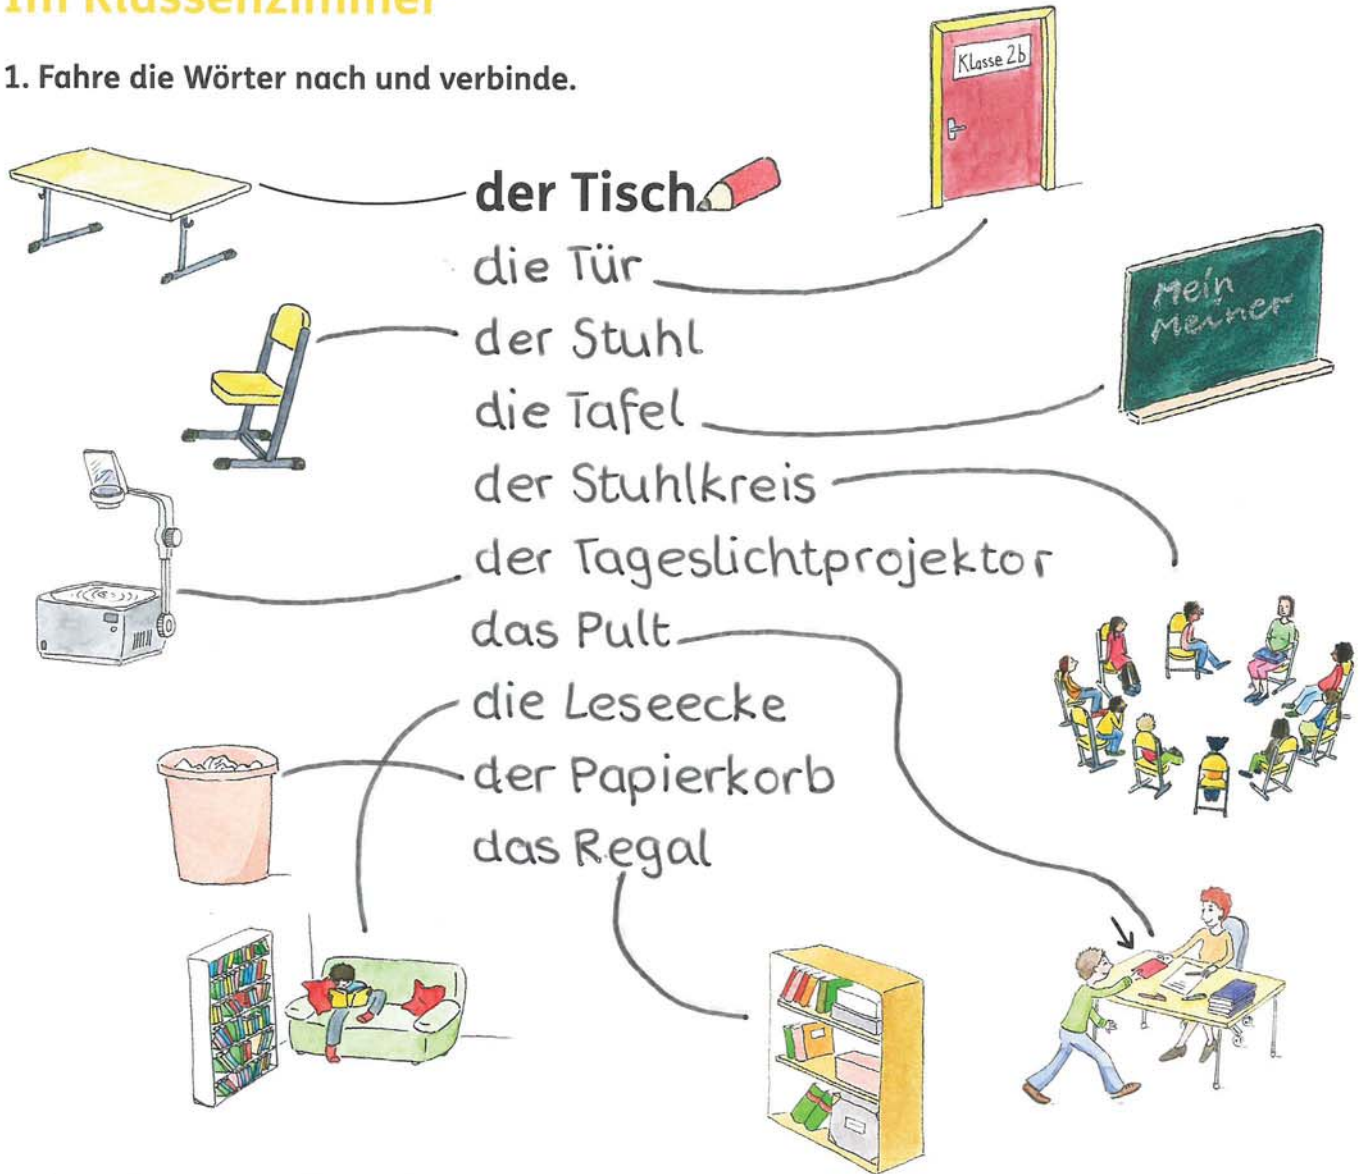 Im Klassenzimmer
1. Fahre die Wörter nach und verbinde.
Klasse 2b
der Tisch
die Tür
Mein
Meiner
der Stuhl
die Tafel
der Stuhlkreis
der Tageslichtprojektor
das Pult
die Leseecke
der Papierkorb
das Regal